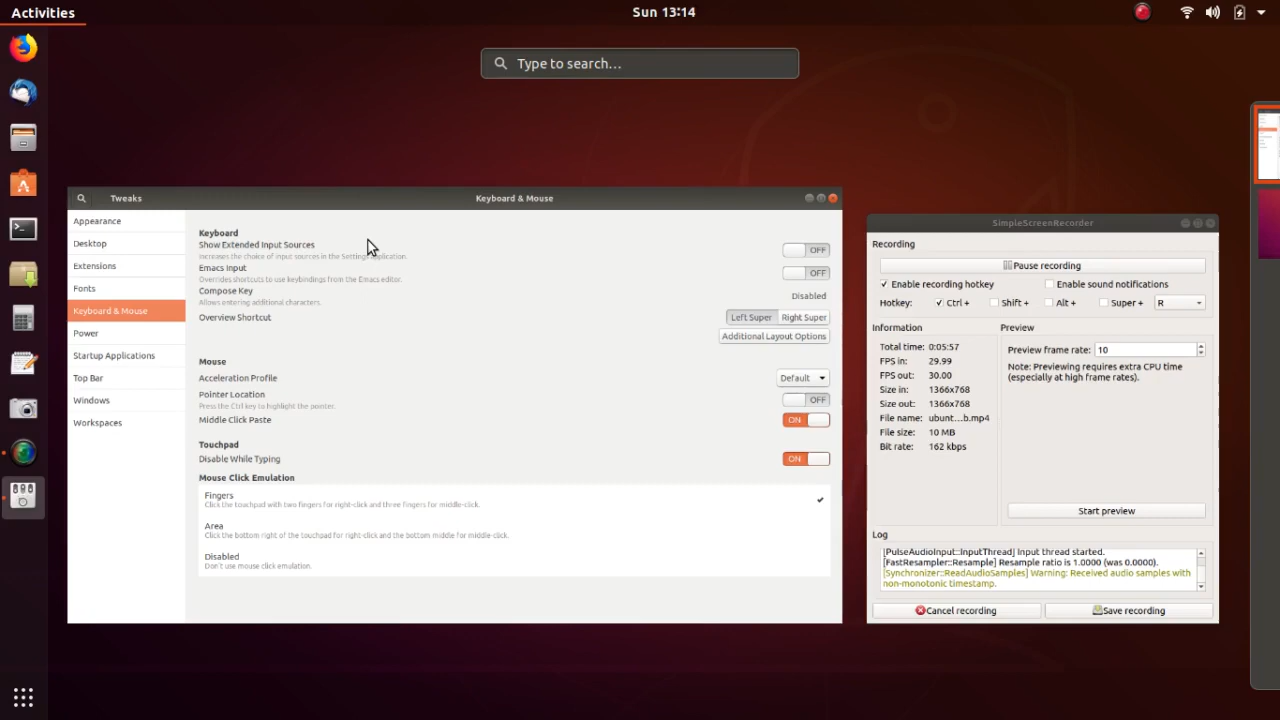 Activities
Sun 13:14
Type to search...
Tweaks
Keyboard & Mouse
Appearance
Desktop
Extensions
Fonts
Keyboard & Mouse
Power
Startup Applications
Top Bar
Windows
Workspaces
Keyboard
Show Extended Input Sources
OFF
Increases the choice of input sources in the Settings application.
Emacs Input
OFF
Overrides shortcuts to use keybindings from the Emacs editor.
Compose Key
Disabled
Allows entering additional characters.
Overview Shortcut
Left Super Right Super
Additional Layout Options
Mouse
Acceleration Profile
Default
Pointer Location
OFF
Press the Ctrl key to highlight the pointer.
Middle Click Paste
ON
Touchpad
Disable While Typing
ON
Mouse Click Emulation
Fingers
Click the touchpad with two fingers for right-click and three fingers for middle-click.
Area
Click the bottom right of the touchpad for right-click and the bottom middle for middle-click.
Disabled
Don't use mouse click emulation.
SimpleScreenRecorder
Recording
Pause recording
Enable recording hotkey
Enable sound notifications
Hotkey: Ctrl + Shift + Alt + Super + R
Information
Total time: 0:05:57
FPS in: 29.99
FPS out: 30.00
Size in: 1366x768
Size out: 1366x768
File name: ubunt...b.mp4
File size: 10 MB
Bit rate: 162 kbps
Preview
Preview frame rate: 10
Note: Previewing requires extra CPU time
(especially at high frame rates).
Start preview
Log
[PulseAudioInput::InputThread] Input thread started.
[FastResampler::Resample] Resample ratio is 1.0000 (was 0.0000).
[Synchronizer::ReadAudioSamples] Warning: Received audio samples with
non-monotonic timestamp.
Cancel recording
Save recording